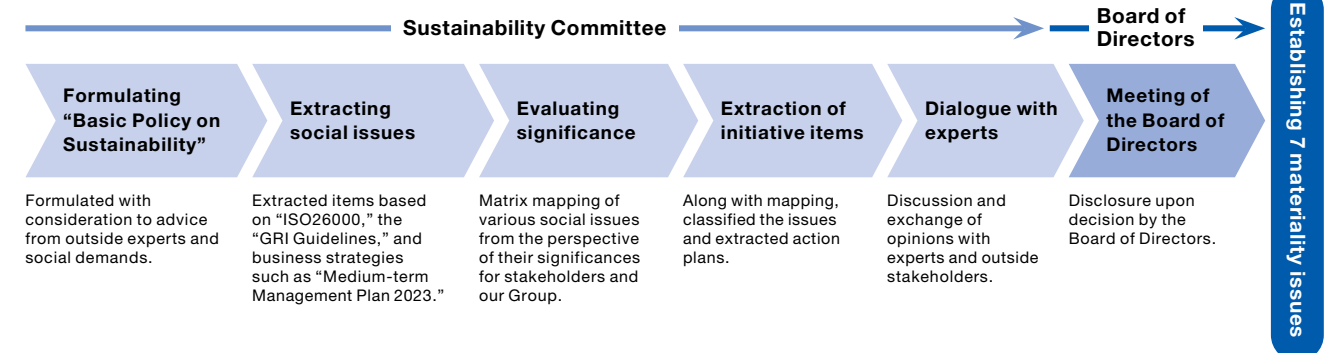 Sustainability Committee
Board of
Directors
Formulating
“Basic Policy on
Sustainability”
Formulated with
consideration to advice
from outside experts and
social demands.
Extracting
social issues
Extracted items based
on “ISO26000,” the
“GRI Guidelines,” and
business strategies
such as “Medium-term
Management Plan 2023.”
Evaluating
significance
Matrix mapping of
various social issues
from the perspective
of their significances
for stakeholders and
our Group.
Extraction of
initiative items
Along with mapping,
classified the issues
and extracted action
plans.
Dialogue with
experts
Discussion and
exchange of
opinions with
experts and outside
stakeholders.
Meeting of
the Board of
Directors
Disclosure upon
decision by the
Board of Directors.
Establishing 7 materiality issues